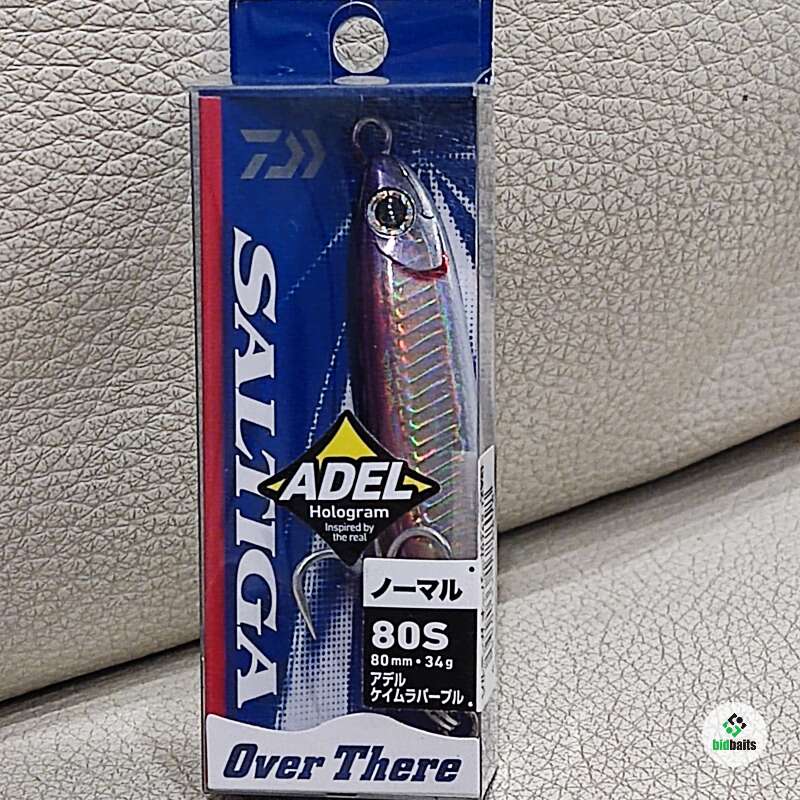 SALTIGA
ADEL
Hologram
Inspired by
the real
ノーマル
80S
80mm・34g
アデル
ケイムラパープル
Over There
bidbaits